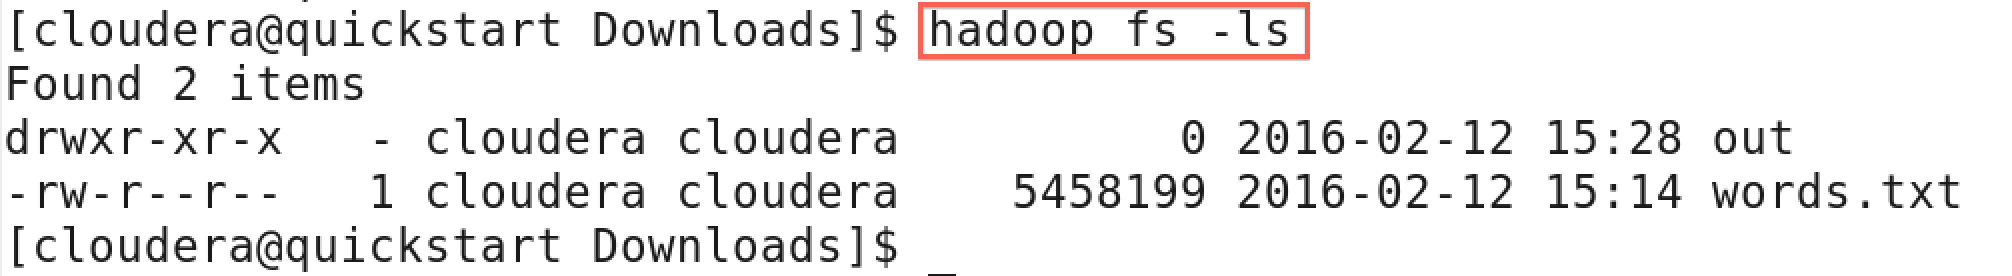 [cloudera@quickstart Downloads]$ hadoop fs -ls
Found 2 items
drwxr-xr-x   - cloudera cloudera          0 2016-02-12 15:28 out
-rw-r--r--   1 cloudera cloudera    5458199 2016-02-12 15:14 words.txt
[cloudera@quickstart Downloads]$ _